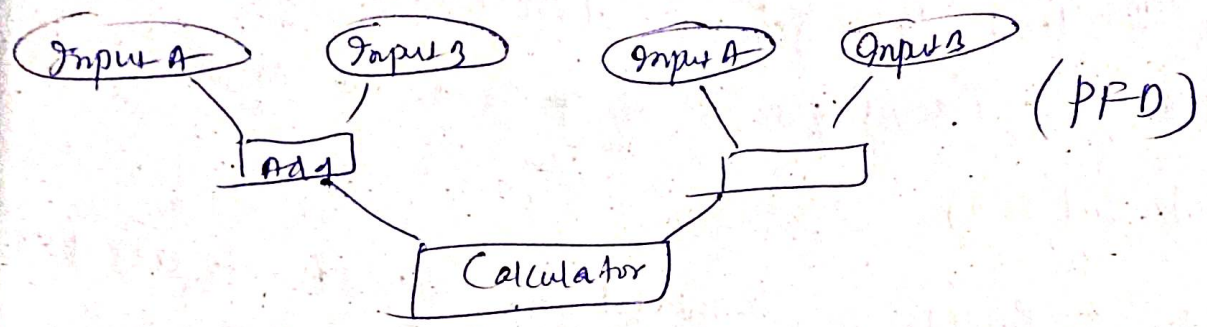 Input A Input B Input A Input B
(PFD)
Add
Calculator